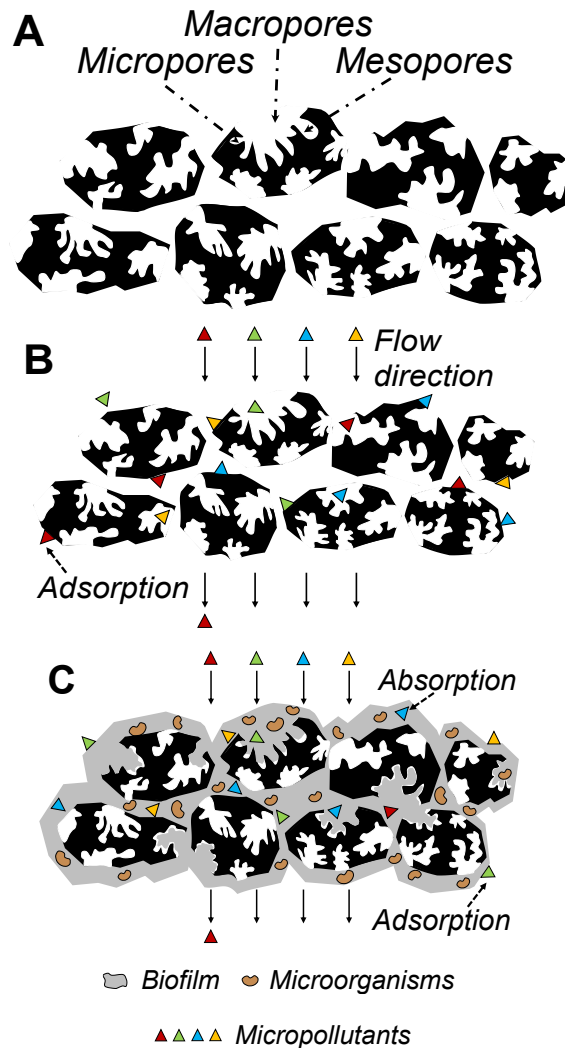 A
Macropores
Micropores
Mesopores
Flow
direction
B
Adsorption
C
Absorption
Adsorption
Biofilm
Microorganisms
Micropollutants